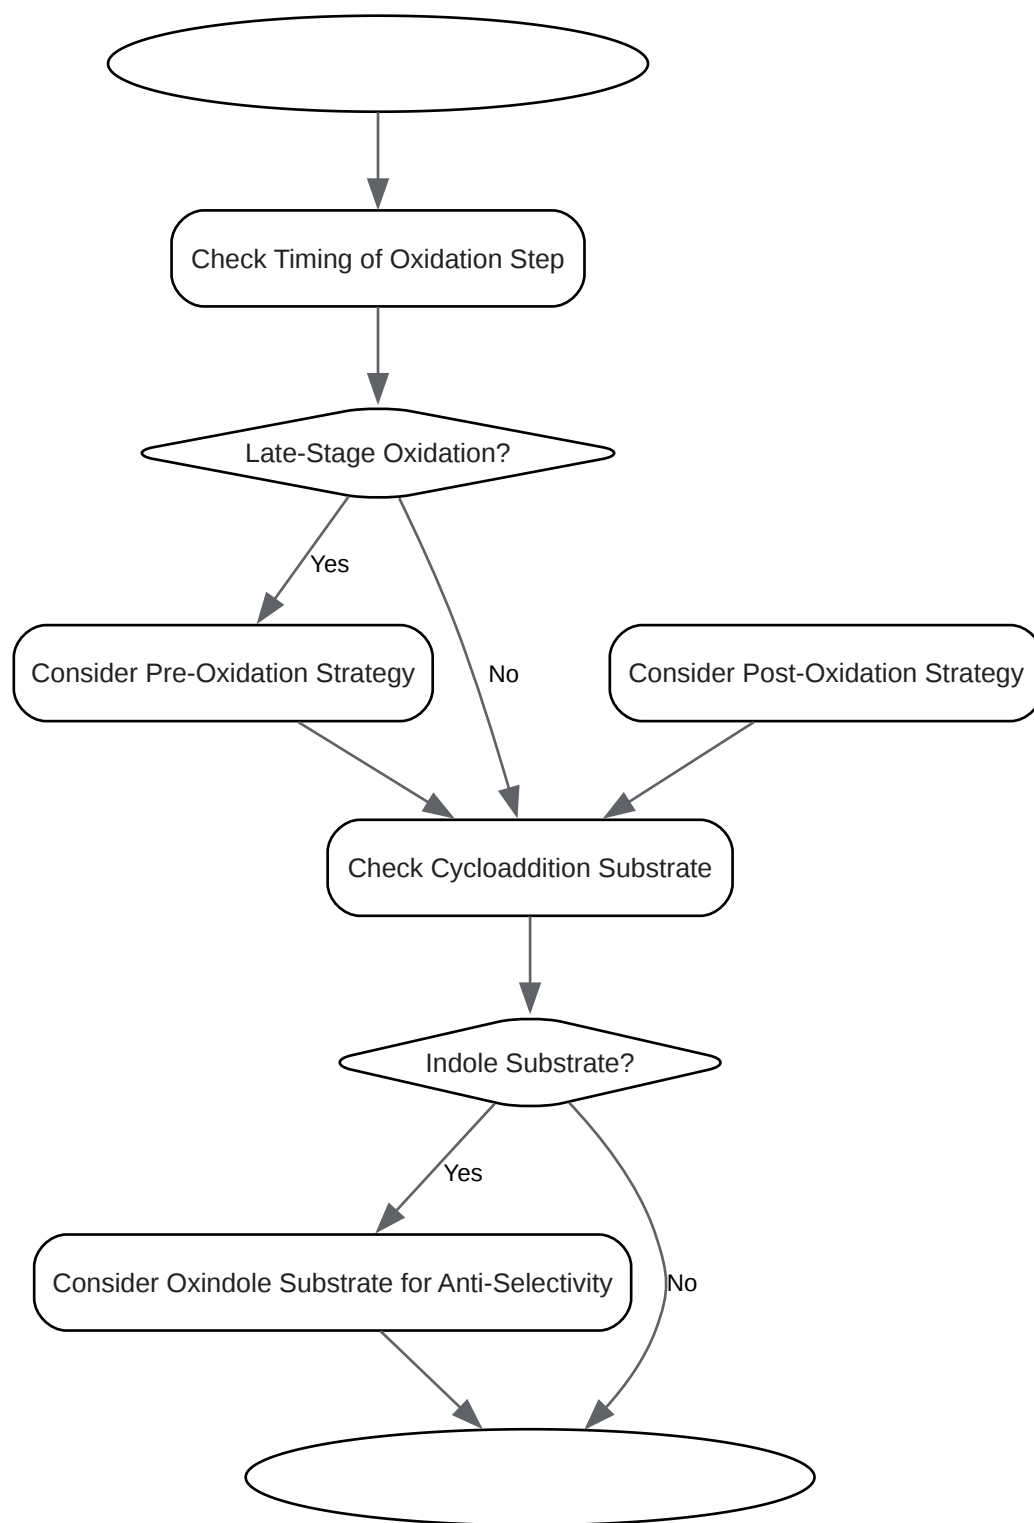 Check Timing of Oxidation Step
Late-Stage Oxidation?
Yes
Consider Pre-Oxidation Strategy
No
Consider Post-Oxidation Strategy
Check Cycloaddition Substrate
Indole Substrate?
Yes
Consider Oxindole Substrate for Anti-Selectivity
No